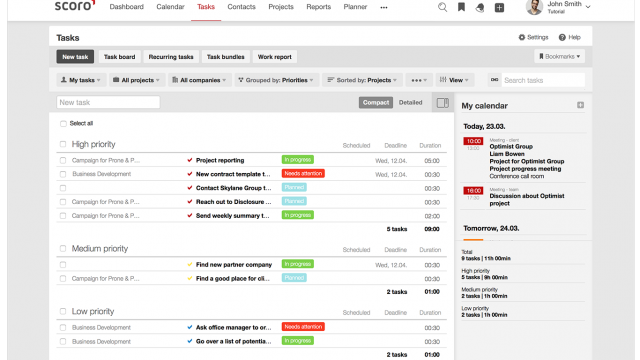 scoro
Dashboard Calendar Tasks Contacts Projects Reports Planner ••• John Smith
Tutorial
Tasks Settings Help
New task Task board Recurring tasks Task bundles Work report Bookmarks
My tasks All projects All companies Grouped by: Priorities Sorted by: Projects ••• View Search tasks
New task Compact Detailed
Select all
High priority Scheduled Deadline Duration
Campaign for Prone & P... Project reporting In progress Wed, 12.04. 05:00
Business Development New contract template t... Needs attention Wed, 12.04. 00:30
Contact Skylane Group t... Planned 00:30
Campaign for Prone & P... Reach out to Disclosure ... Planned 00:30
Campaign for Prone & P... Send weekly summary t... In progress 02:00
5 tasks 09:00
Medium priority Scheduled Deadline Duration
Find new partner company In progress Wed, 12.04. 00:30
Campaign for Prone & P... Find a good place for cli... Planned 00:30
2 tasks 01:00
Low priority Scheduled Deadline Duration
Business Development Ask office manager to or... Needs attention 00:30
Business Development Go over a list of potentia... In progress 00:30
2 tasks 01:00
My calendar
Today, 23.03.
10:00 Meeting - client
13:00 Optimist Group
Liam Bowen
Project for Optimist Group
Project progress meeting
Conference call room
16:00 Meeting - team
17:30 Discussion about Optimist
project
Tomorrow, 24.03.
Total
9 tasks | 11h 00min
High priority
5 tasks | 9h 00min
Medium priority
2 tasks | 1h 00min
Low priority
2 tasks | 1h 00min